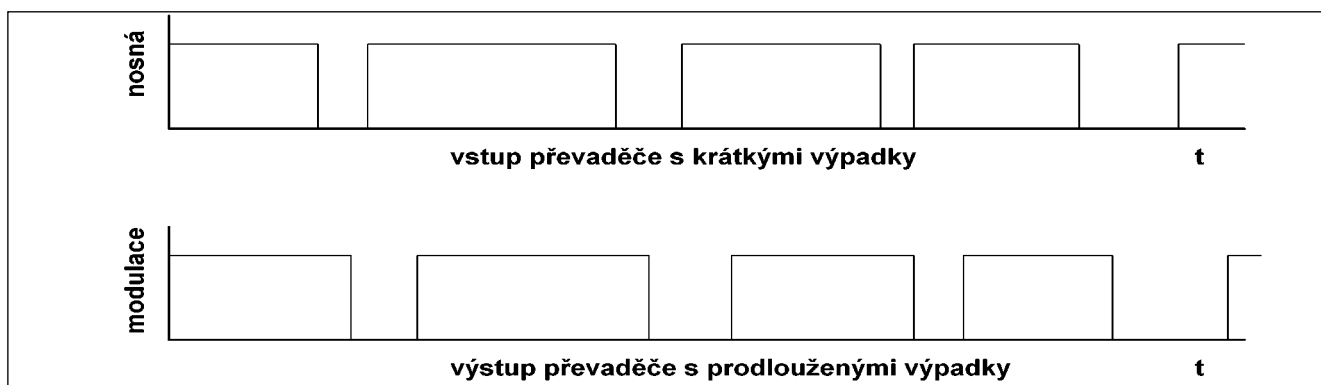 nosná
vstup převaděče s krátkými výpadky
t
modulace
výstup převaděče s prodlouženými výpadky
t